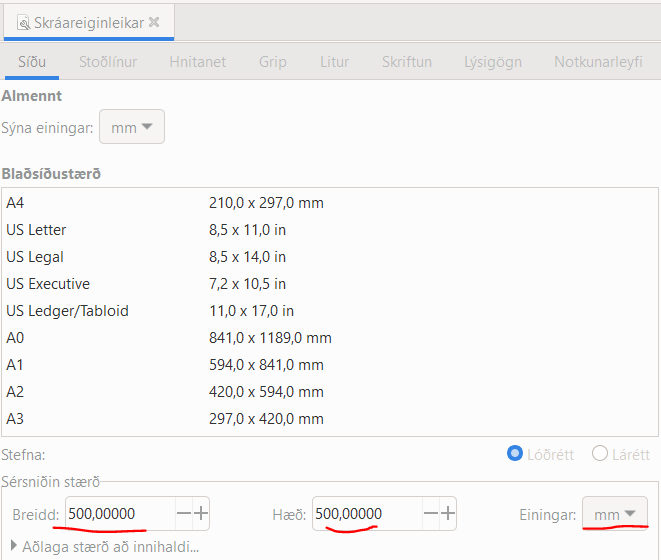 Skráareiginleikar
Síðu Stoðlínur Hnitanet Grip Litur Skriftun Lýsigögn Notkunarleyfi
Almennt
Sýna einingar: mm
Blaðsíðustærð
A4 210,0 x 297,0 mm
US Letter 8,5 x 11,0 in
US Legal 8,5 x 14,0 in
US Executive 7,2 x 10,5 in
US Ledger/Tabloid 11,0 x 17,0 in
A0 841,0 x 1189,0 mm
A1 594,0 x 841,0 mm
A2 420,0 x 594,0 mm
A3 297,0 x 420,0 mm
Stefna: Lóðrétt Lárétt
Sérsniðin stærð
Breidd: 500,00000 Hæð: 500,00000 Einingar: mm
Aðlaga stærð að innihaldi...